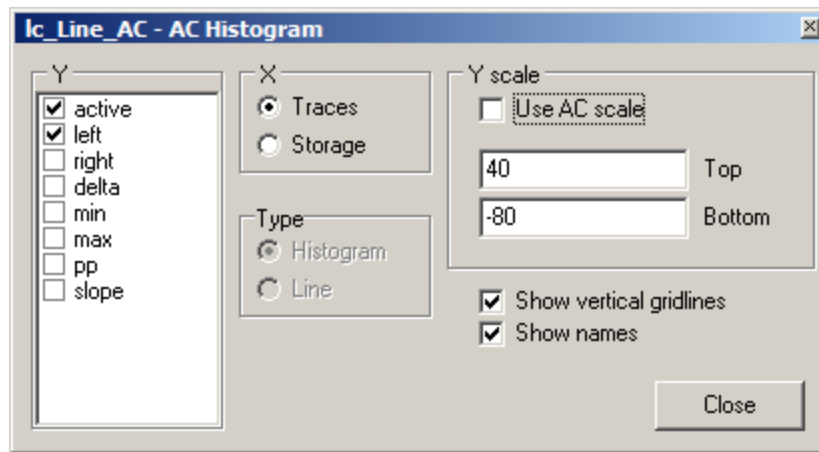 lc_Line_AC - AC Histogram
Y
active
left
right
delta
min
max
pp
slope
X
Traces
Storage
Type
Histogram
Line
Y scale
Use AC scale
40
Top
-80
Bottom
Show vertical gridlines
Show names
Close